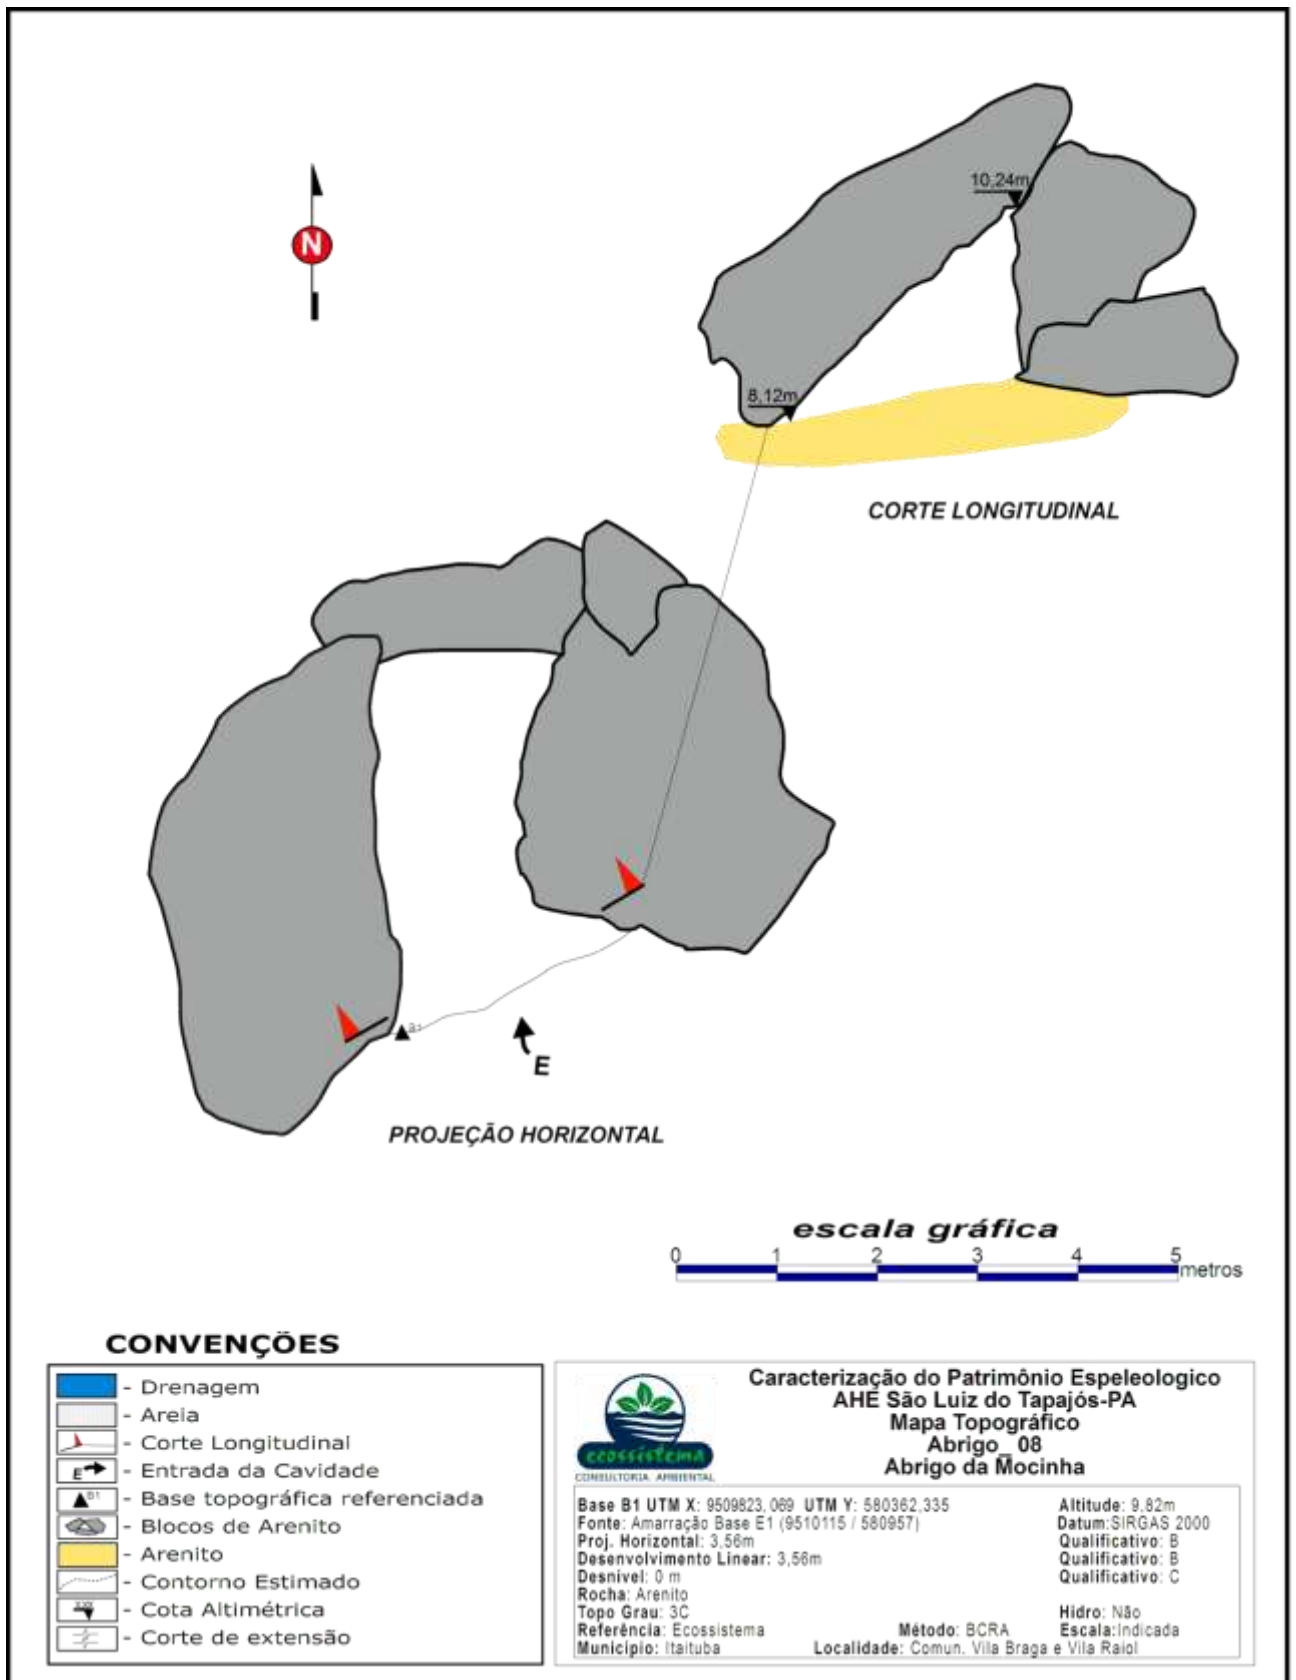 N
10,24m
8,12m
CORTE LONGITUDINAL
B1
E
PROJEÇÃO HORIZONTAL
escala gráfica
0 1 2 3 4 5
metros
CONVENÇÕES
- Drenagem
- Areia
- Corte Longitudinal
E - Entrada da Cavidade
B1 - Base topográfica referenciada
- Blocos de Arenito
- Arenito
- Contorno Estimado
- Cota Altimétrica
- Corte de extensão
ecossistema
CONSULTORIA AMBIENTAL
Caracterização do Patrimônio Espeleologico
AHE São Luiz do Tapajós-PA
Mapa Topográfico
Abrigo_ 08
Abrigo da Mocinha
Base B1 UTM X: 9509823,069 UTM Y: 580362,335 Altitude: 9,82m
Fonte: Amarração Base E1 (9510115 / 580957) Datum:SIRGAS 2000
Proj. Horizontal: 3,56m Qualificativo: B
Desenvolvimento Linear: 3,56m Qualificativo: B
Desnível: 0 m Qualificativo: C
Rocha: Arenito
Topo Grau: 3C Hidro: Não
Referência: Ecossistema Método: BCRA Escala:Indicada
Município: Itaituba Localidade: Comun. Vila Braga e Vila Raiol